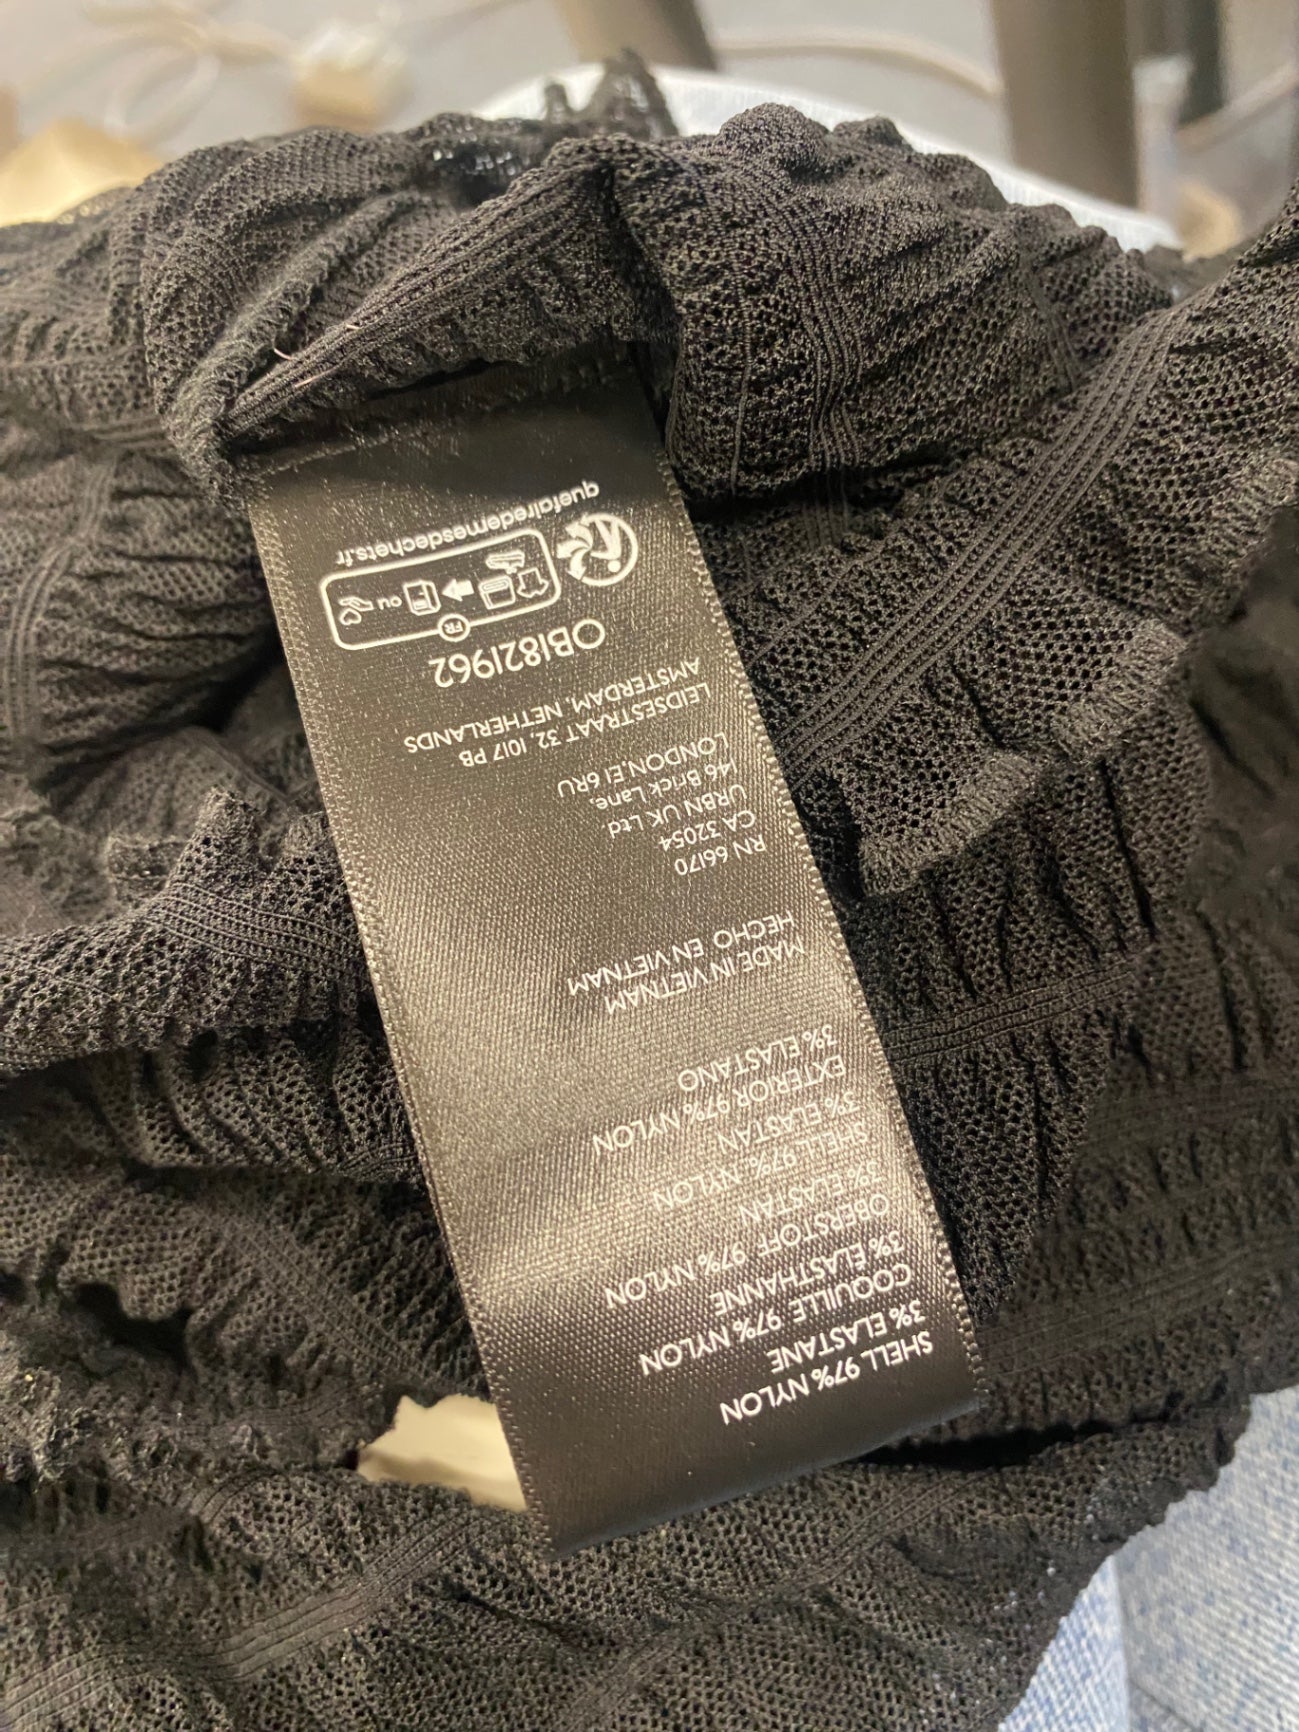 SHELL 97% NYLON
3% ELASTANE
COQUILLE 97% NYLON
3% ELASTHANNE
OBERSTOFF 97% NYLON
3% ELASTAN
SHELL 97% NYLON
3% ELASTAN
EXTERIOR 97% NYLON
3% ELASTANO
MADE IN VIETNAM
HECHO EN VIETNAM
RN 66170
CA 32054
URBN UK Ltd.
146 Brick Lane,
LONDON, E1 6RU
LEIDSESTRAAT 32, 1017 PB
AMSTERDAM, NETHERLANDS
OB1821962
FR
OU
quefairedemesdechets.fr